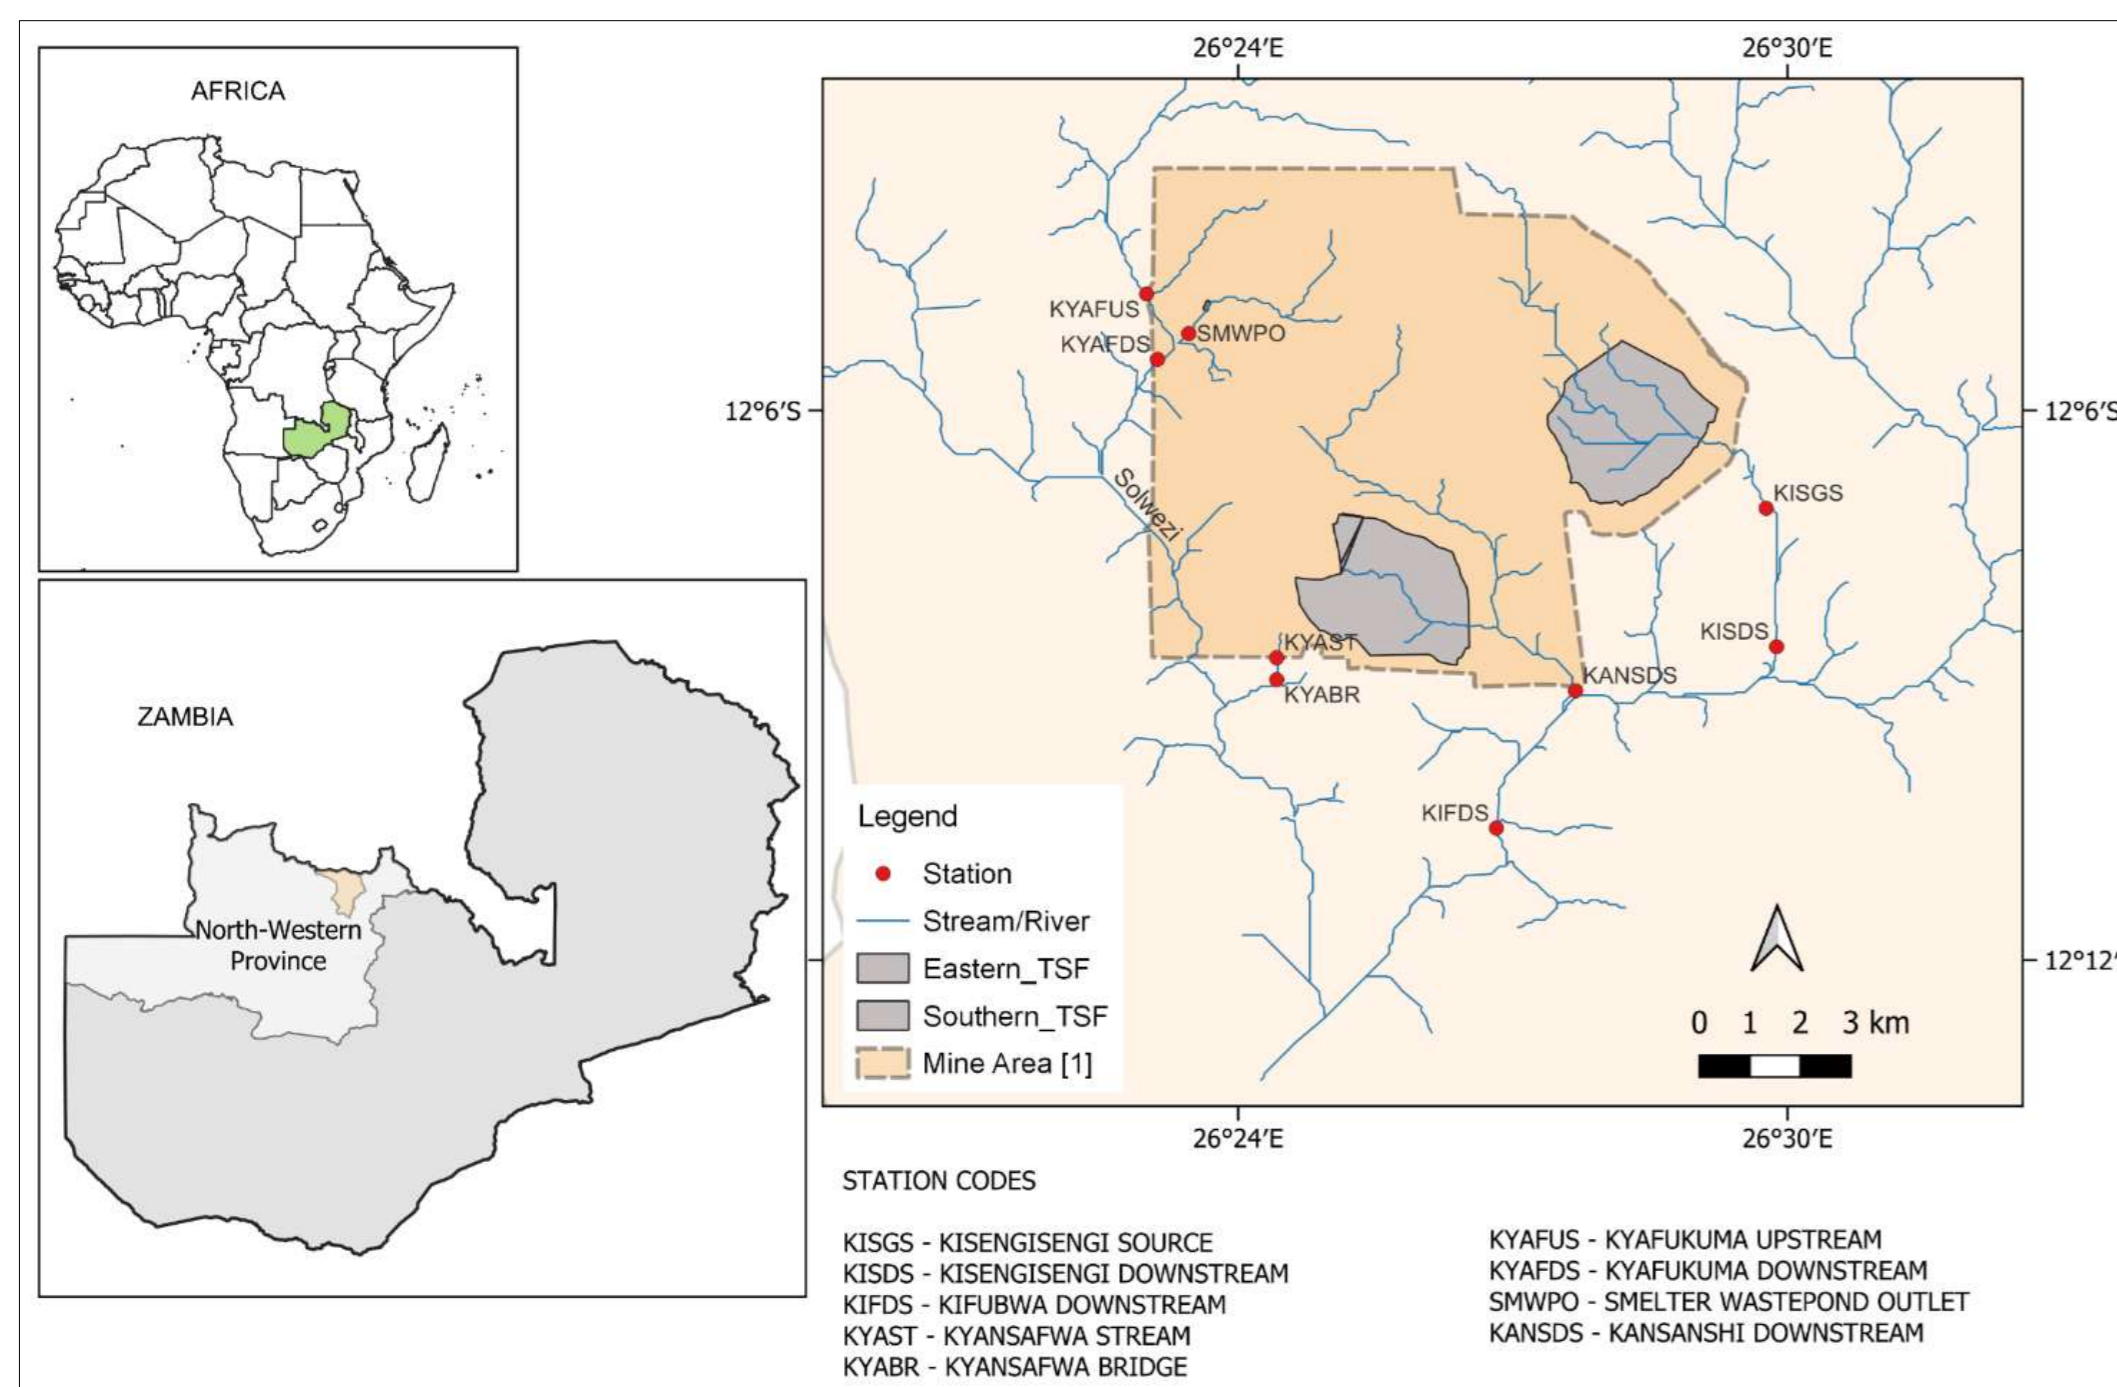 AFRICA
ZAMBIA
North-Western
Province
26°24'E
26°30'E
12°6'S
12°6'S
12°12'
KYAFUS
KYAFDS
SMWPO
Solwezi
KISGS
KISDS
KYAST
KYABR
KANSDS
KIFDS
Legend
Station
Stream/River
Eastern_TSF
Southern_TSF
Mine Area [1]
0 1 2 3 km
26°24'E
26°30'E
STATION CODES
KISGS - KISENGISENGI SOURCE
KISDS - KISENGISENGI DOWNSTREAM
KIFDS - KIFUBWA DOWNSTREAM
KYAST - KYANSAFWA STREAM
KYABR - KYANSAFWA BRIDGE
KYAFUS - KYAFUKUMA UPSTREAM
KYAFDS - KYAFUKUMA DOWNSTREAM
SMWPO - SMELTER WASTEPOND OUTLET
KANSDS - KANSANSHI DOWNSTREAM